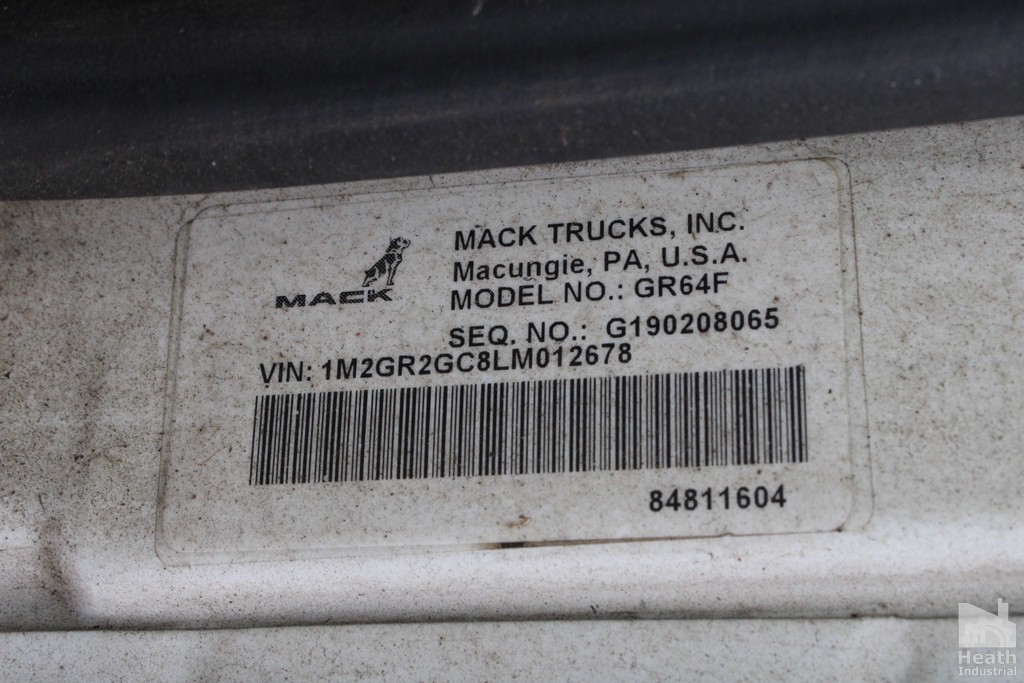 MACK
MACK TRUCKS, INC.
Macungie, PA, U.S.A.
MODEL NO.: GR64F
SEQ. NO.: G190208065
VIN: 1M2GR2GC8LM012678
84811604
Heath
Industrial